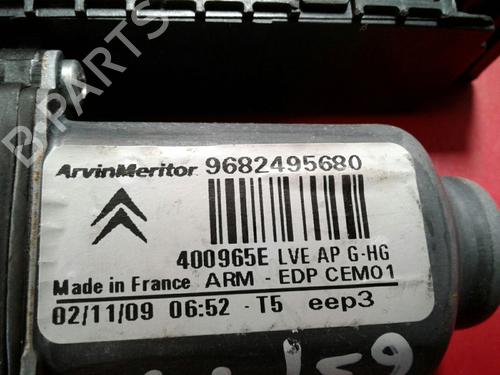 B-PARTS
ArvinMeritor 9682495680
400965E LVE AP G-HG
Made in France ARM - EDP CEM01
02/11/09 06:52 - T5 eep3